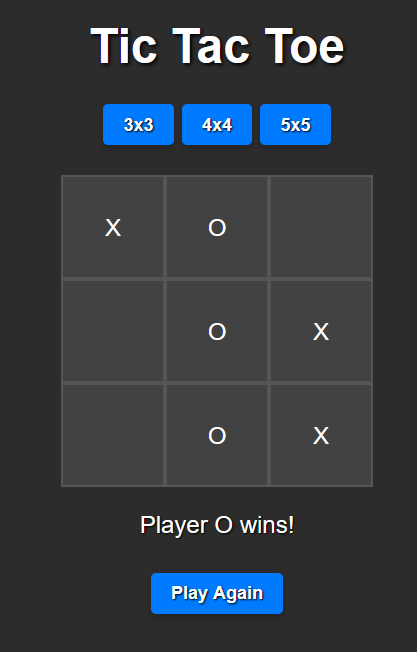 Tic Tac Toe
3x3 4x4 5x5
X O
O X
O X
Player O wins!
Play Again